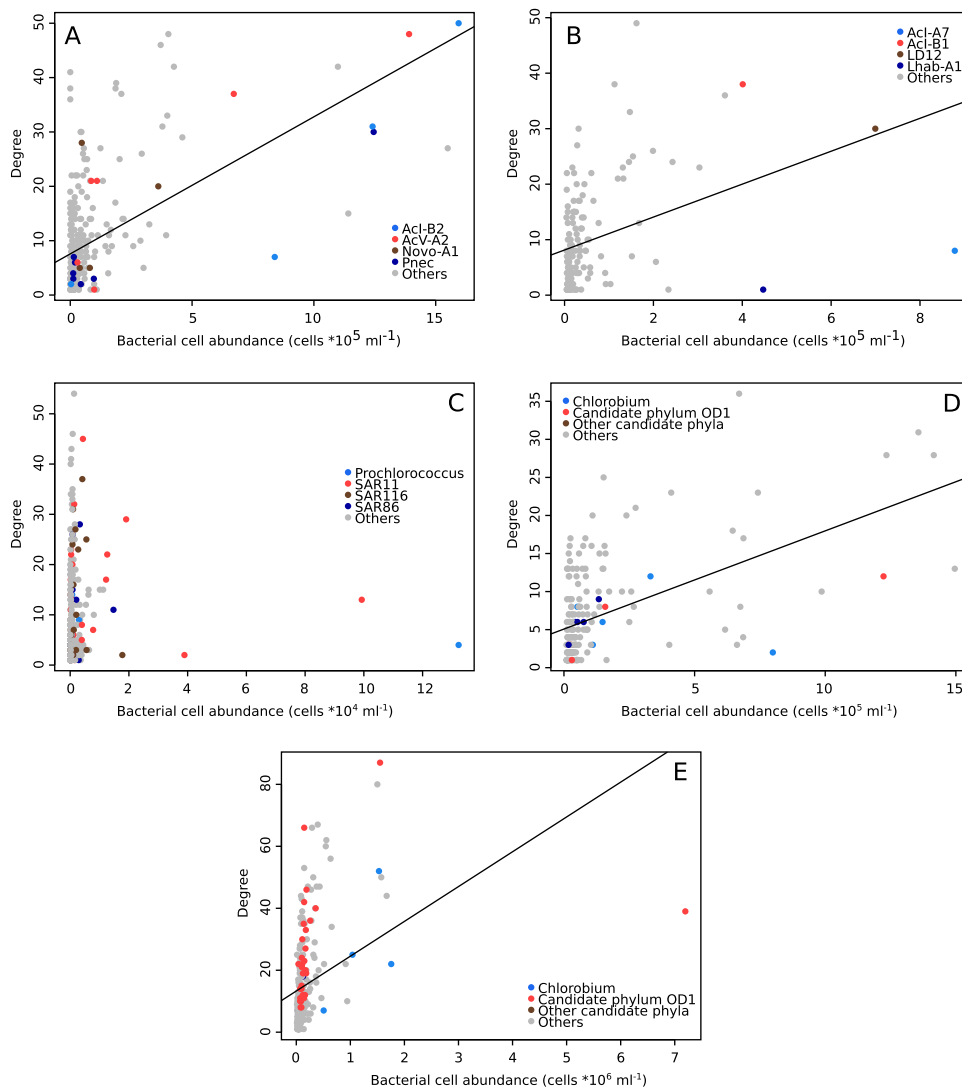 A
50
40
30
20
10
0
Degree
AcI-B2
AcV-A2
Novo-A1
Pnec
Others
0 5 10 15
Bacterial cell abundance (cells *10⁵ ml⁻¹)
B
50
40
30
20
10
0
Degree
AcI-A7
AcI-B1
LD12
Lhab-A1
Others
0 2 4 6 8
Bacterial cell abundance (cells *10⁵ ml⁻¹)
C
50
40
30
20
10
0
Degree
Prochlorococcus
SAR11
SAR116
SAR86
Others
0 2 4 6 8 10 12
Bacterial cell abundance (cells *10⁴ ml⁻¹)
D
35
30
25
20
15
10
5
0
Degree
Chlorobium
Candidate phylum OD1
Other candidate phyla
Others
0 5 10 15
Bacterial cell abundance (cells *10⁵ ml⁻¹)
E
80
60
40
20
0
Degree
Chlorobium
Candidate phylum OD1
Other candidate phyla
Others
0 1 2 3 4 5 6 7
Bacterial cell abundance (cells *10⁶ ml⁻¹)